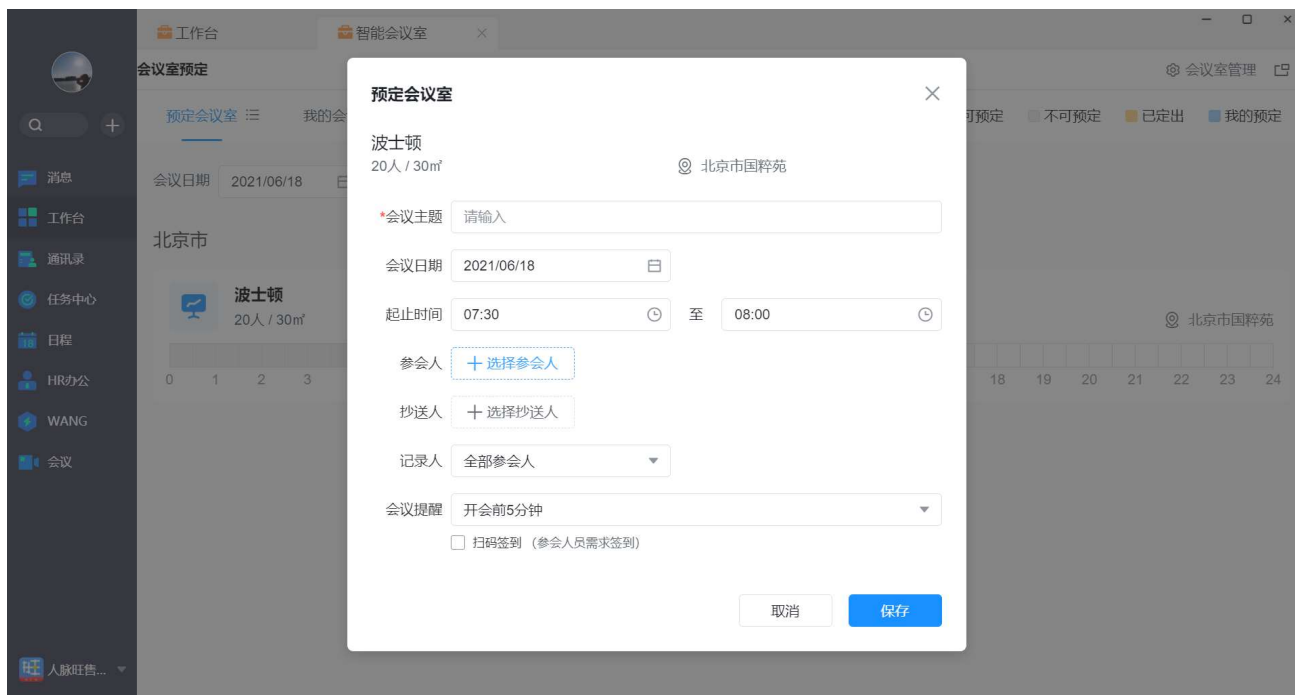 工作台
智能会议室
会议室预定
会议室管理
预定会议室
我的会
可预定
不可预定
已定出
我的预定
消息
工作台
通讯录
任务中心
日程
18
HR办公
WANG
会议
旺
人脉旺售...
会议日期 2021/06/18
北京市
波士顿
20人 / 30㎡
北京市国粹苑
0 1 2 3
18 19 20 21 22 23 24
预定会议室
波士顿
20人 / 30㎡
北京市国粹苑
*会议主题 请输入
会议日期 2021/06/18
起止时间 07:30 至 08:00
参会人 + 选择参会人
抄送人 + 选择抄送人
记录人 全部参会人
会议提醒 开会前5分钟
扫码签到 （参会人员需求签到）
取消 保存